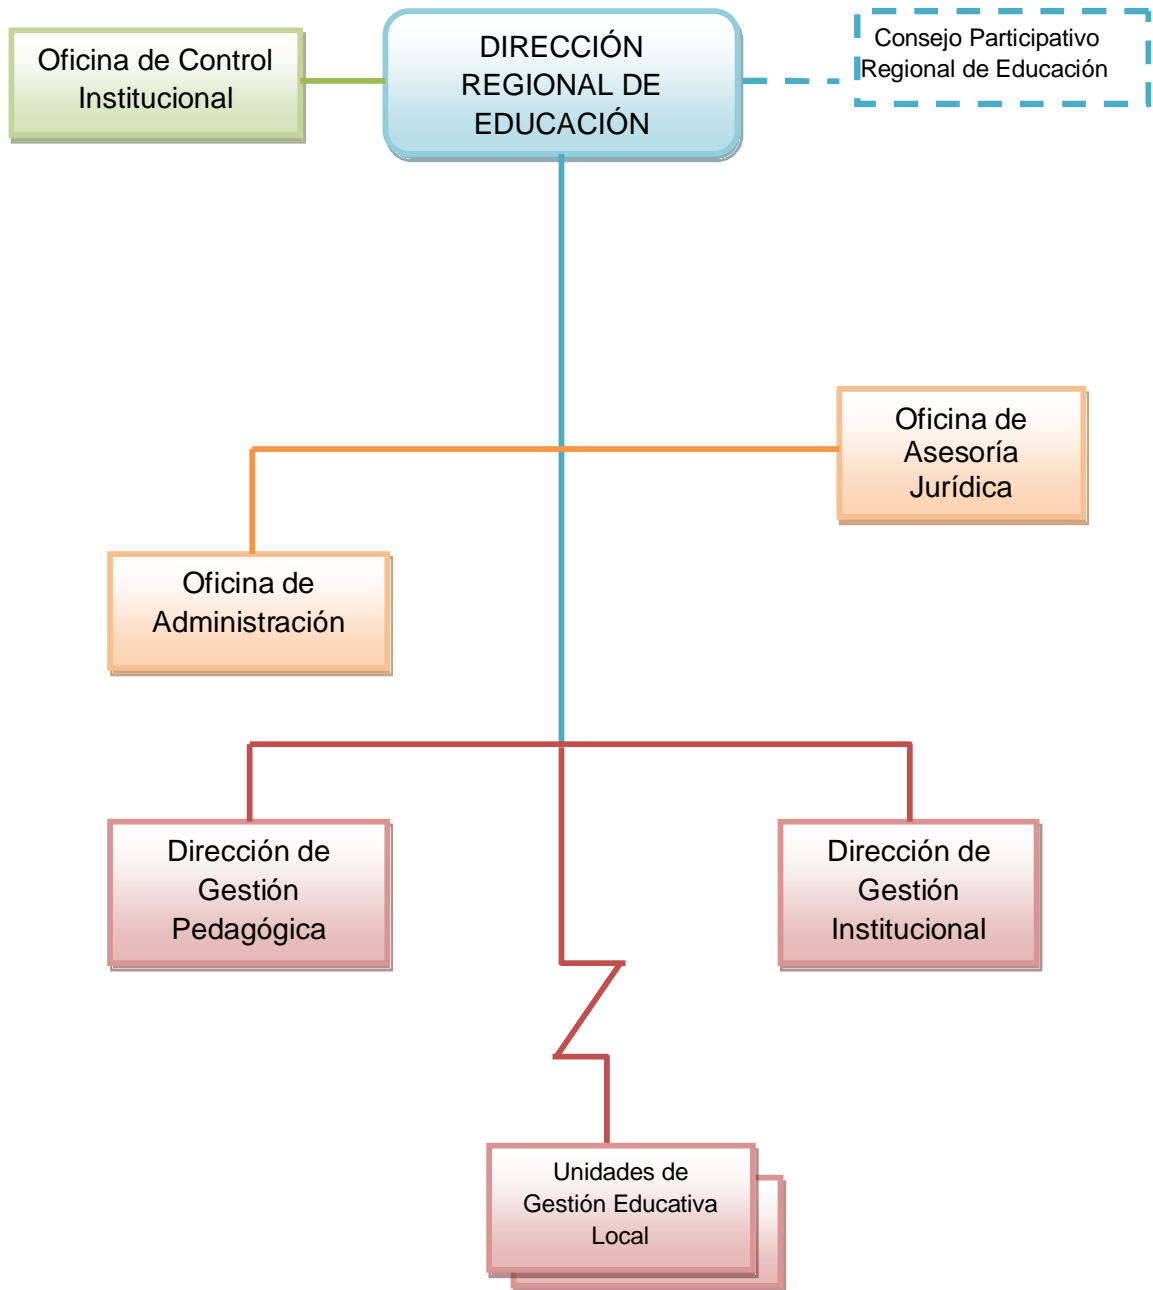 Oficina de Control
Institucional
DIRECCIÓN
REGIONAL DE
EDUCACIÓN
Consejo Participativo
Regional de Educación
Oficina de
Asesoría
Jurídica
Oficina de
Administración
Dirección de
Gestión
Pedagógica
Dirección de
Gestión
Institucional
Unidades de
Gestión Educativa
Local